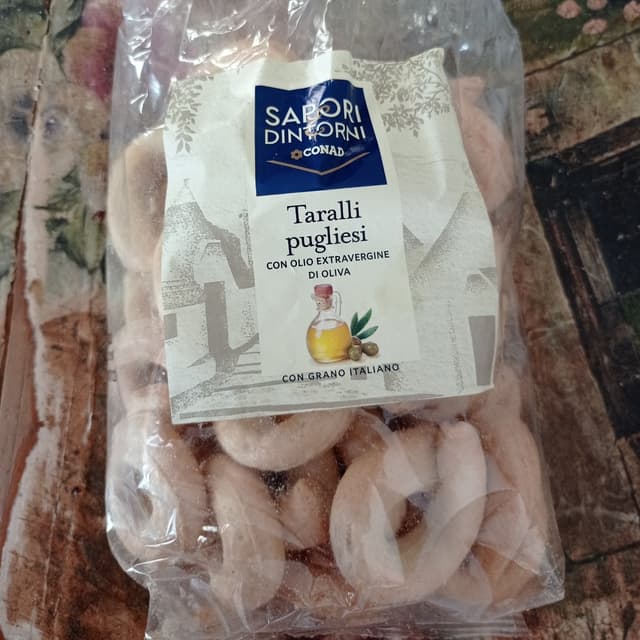 SAPORI
DINTORNI
CONAD
Taralli
pugliesi
CON OLIO EXTRAVERGINE
DI OLIVA
CON GRANO ITALIANO